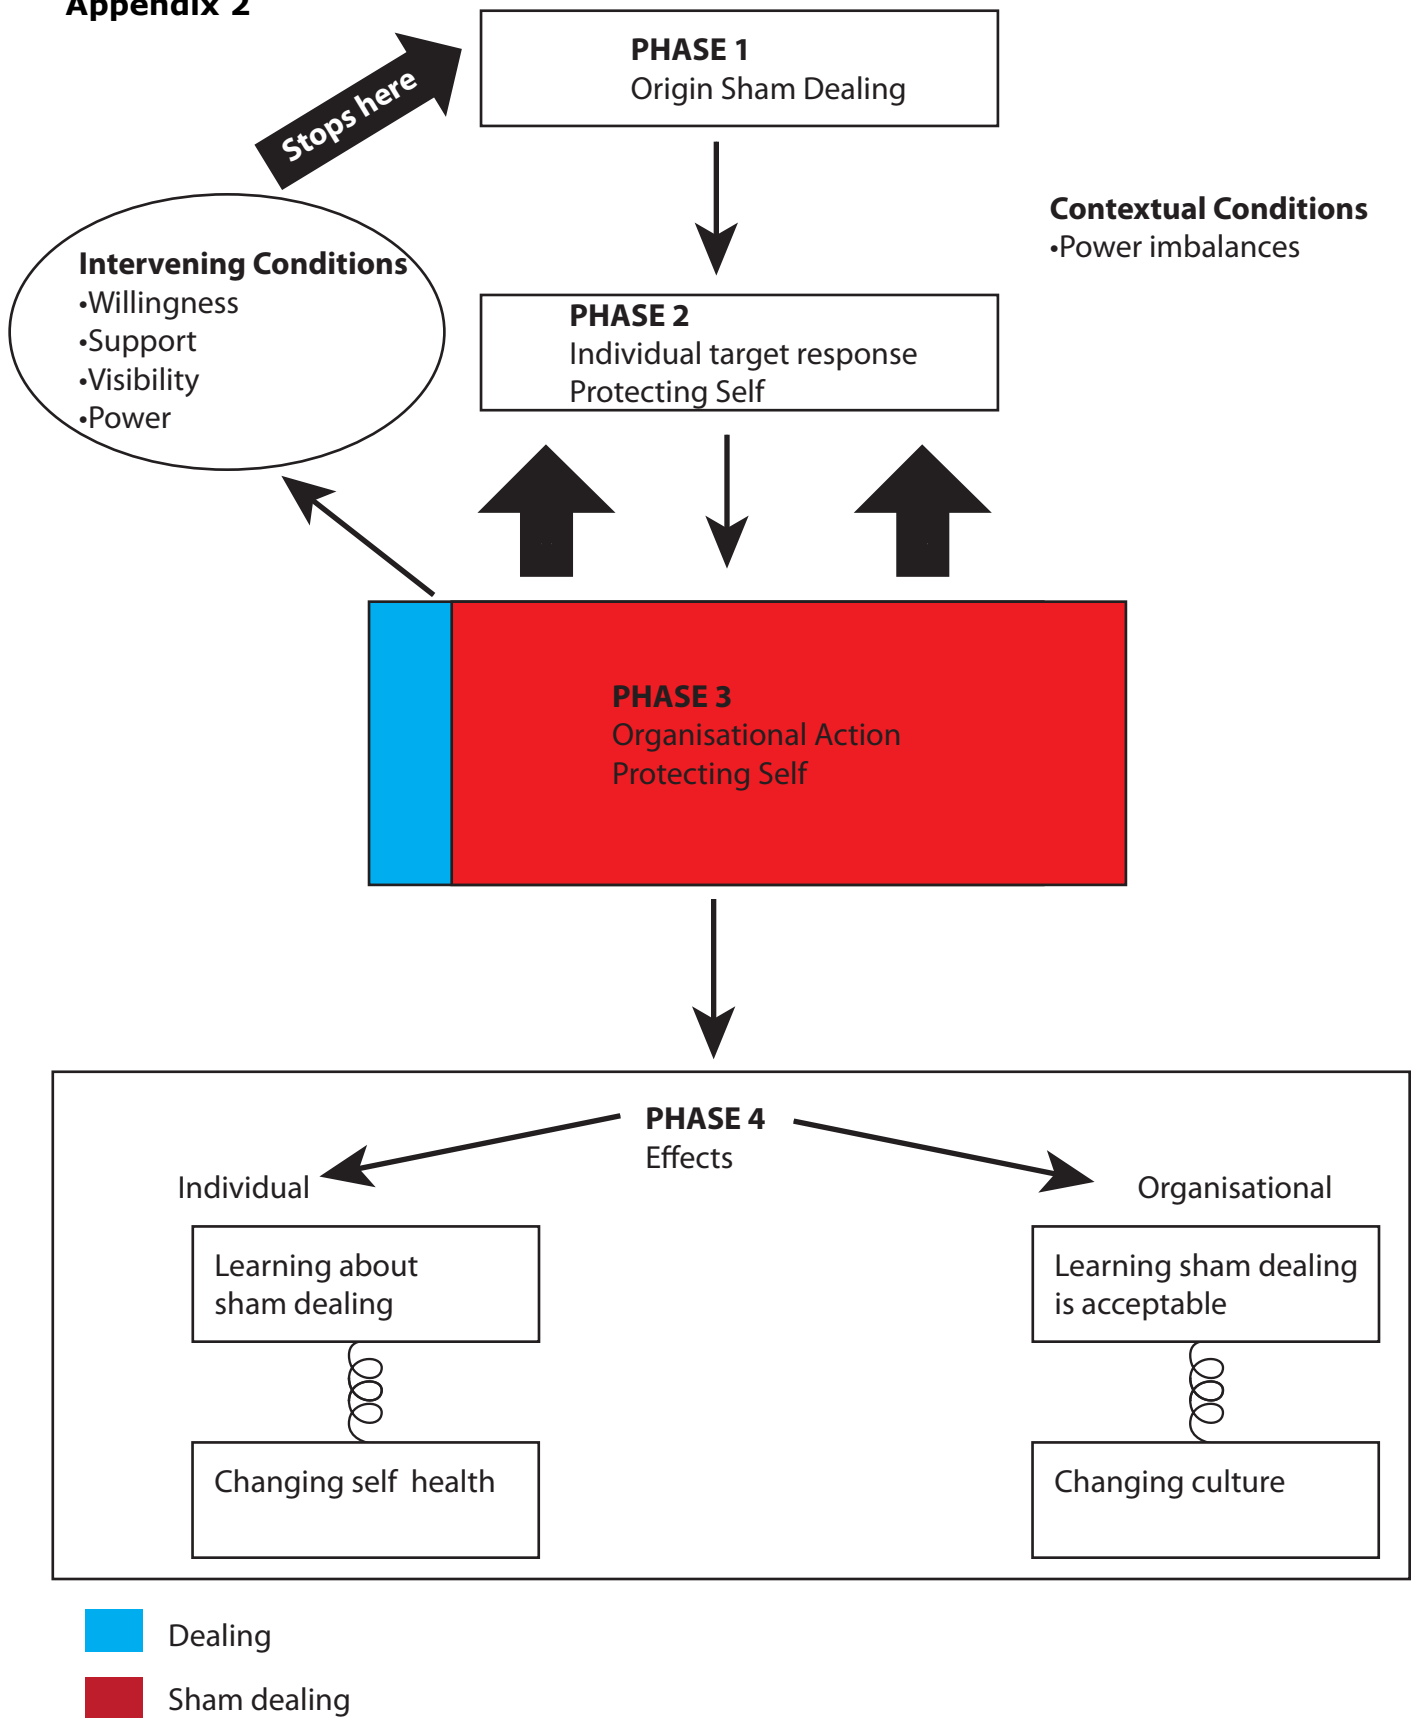 Appendix 2
PHASE 1
Origin Sham Dealing
Stops here
Contextual Conditions
•Power imbalances
Intervening Conditions
•Willingness
•Support
•Visibility
•Power
PHASE 2
Individual target response
Protecting Self
PHASE 3
Organisational Action
Protecting Self
PHASE 4
Effects
Individual
Organisational
Learning about
sham dealing
Learning sham dealing
is acceptable
Changing self  health
Changing culture
Dealing
Sham dealing